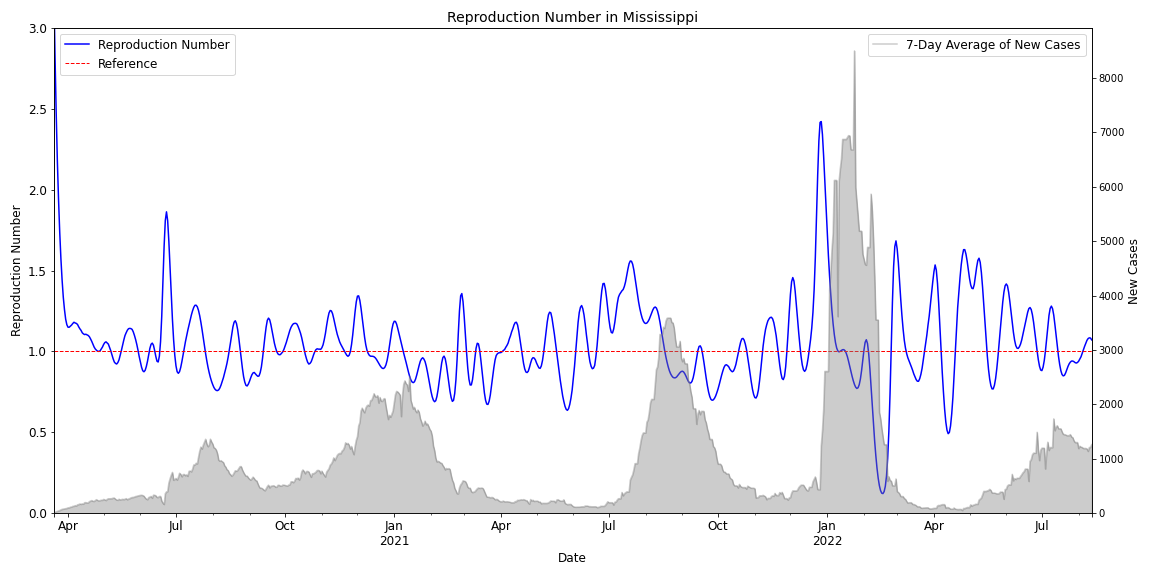 Reproduction Number in Mississippi
Reproduction Number
Reference
7-Day Average of New Cases
3.0
2.5
2.0
1.5
1.0
0.5
0.0
Reproduction Number
8000
7000
6000
5000
4000
3000
2000
1000
0
New Cases
Apr Jul Oct Jan Apr Jul Oct Jan Apr Jul
2021 2022
Date